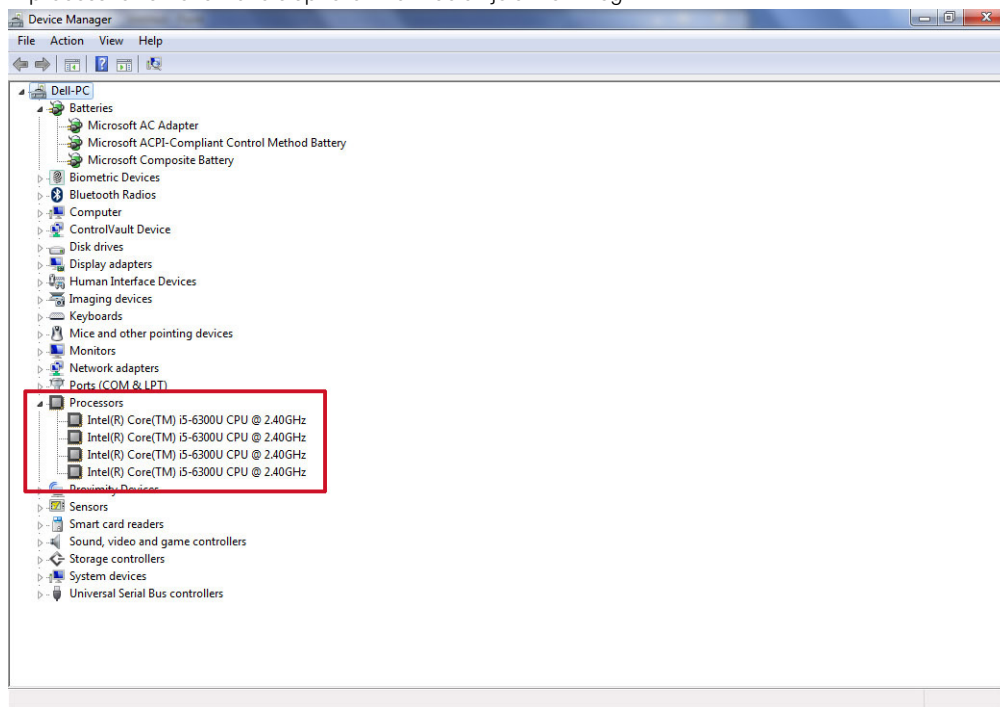 Device Manager
File Action View Help
Dell-PC
Batteries
Microsoft AC Adapter
Microsoft ACPI-Compliant Control Method Battery
Microsoft Composite Battery
Biometric Devices
Bluetooth Radios
Computer
ControlVault Device
Disk drives
Display adapters
Human Interface Devices
Imaging devices
Keyboards
Mice and other pointing devices
Monitors
Network adapters
Ports (COM & LPT)
Processors
Intel(R) Core(TM) i5-6300U CPU @ 2.40GHz
Intel(R) Core(TM) i5-6300U CPU @ 2.40GHz
Intel(R) Core(TM) i5-6300U CPU @ 2.40GHz
Intel(R) Core(TM) i5-6300U CPU @ 2.40GHz
Proximity Devices
Sensors
Smart card readers
Sound, video and game controllers
Storage controllers
System devices
Universal Serial Bus controllers